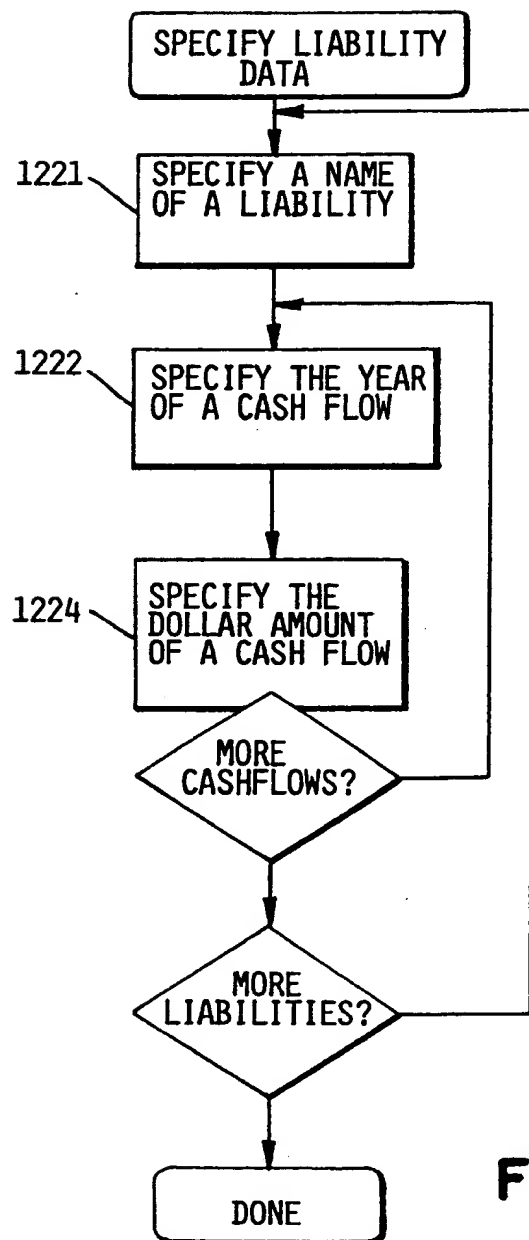 SPECIFY LIABILITY
DATA
1221
SPECIFY A NAME
OF A LIABILITY
1222
SPECIFY THE YEAR
OF A CASH FLOW
1224
SPECIFY THE
DOLLAR AMOUNT
OF A CASH FLOW
MORE
CASHFLOWS?
MORE
LIABILITIES?
DONE
F